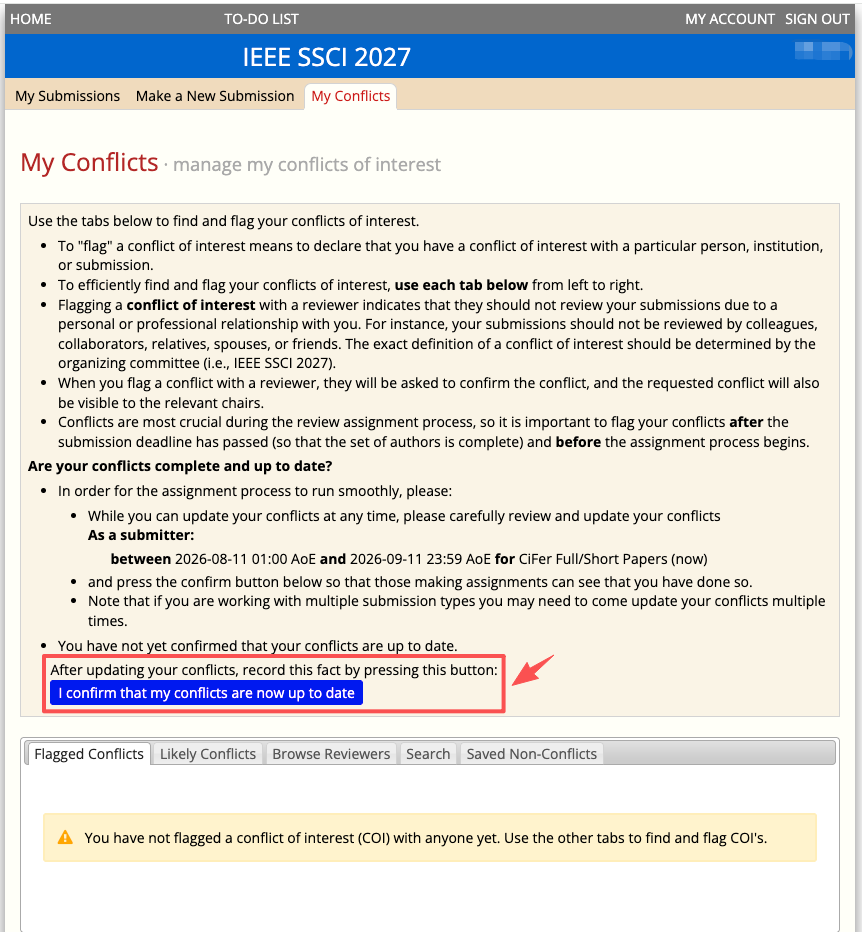 HOME TO-DO LIST MY ACCOUNT SIGN OUT
IEEE SSCI 2027
My Submissions Make a New Submission My Conflicts
My Conflicts · manage my conflicts of interest
Use the tabs below to find and flag your conflicts of interest.
• To "flag" a conflict of interest means to declare that you have a conflict of interest with a particular person, institution,
or submission.
• To efficiently find and flag your conflicts of interest, use each tab below from left to right.
• Flagging a conflict of interest with a reviewer indicates that they should not review your submissions due to a
personal or professional relationship with you. For instance, your submissions should not be reviewed by colleagues,
collaborators, relatives, spouses, or friends. The exact definition of a conflict of interest should be determined by the
organizing committee (i.e., IEEE SSCI 2027).
• When you flag a conflict with a reviewer, they will be asked to confirm the conflict, and the requested conflict will also
be visible to the relevant chairs.
• Conflicts are most crucial during the review assignment process, so it is important to flag your conflicts after the
submission deadline has passed (so that the set of authors is complete) and before the assignment process begins.
Are your conflicts complete and up to date?
• In order for the assignment process to run smoothly, please:
• While you can update your conflicts at any time, please carefully review and update your conflicts
As a submitter:
between 2026-08-11 01:00 AoE and 2026-09-11 23:59 AoE for CiFer Full/Short Papers (now)
• and press the confirm button below so that those making assignments can see that you have done so.
• Note that if you are working with multiple submission types you may need to come update your conflicts multiple
times.
• You have not yet confirmed that your conflicts are up to date.
After updating your conflicts, record this fact by pressing this button:
I confirm that my conflicts are now up to date
Flagged Conflicts Likely Conflicts Browse Reviewers Search Saved Non-Conflicts
You have not flagged a conflict of interest (COI) with anyone yet. Use the other tabs to find and flag COI's.